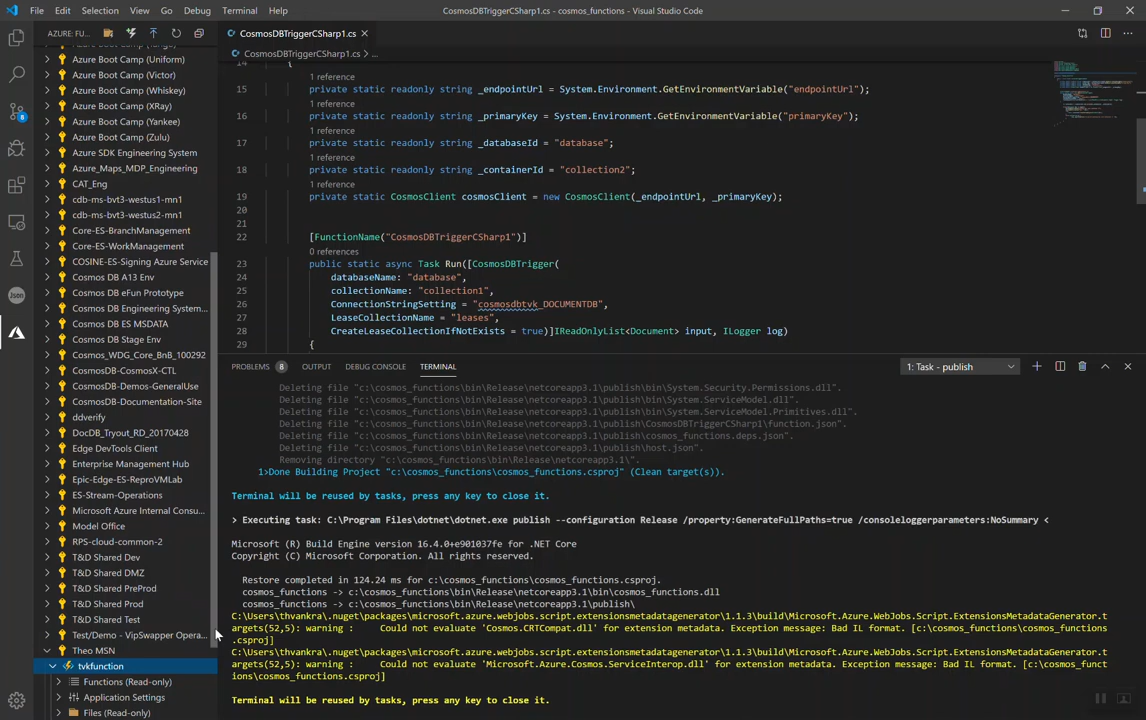 File Edit Selection View Go Debug Terminal Help CosmosDBTriggerCSharp1.cs - cosmos_functions - Visual Studio Code
AZURE: FU...
CosmosDBTriggerCSharp1.cs
CosmosDBTriggerCSharp1.cs > ...
Azure Boot Camp (Uniform)
Azure Boot Camp (Victor)
Azure Boot Camp (Whiskey)
Azure Boot Camp (XRay)
Azure Boot Camp (Yankee)
Azure Boot Camp (Zulu)
Azure SDK Engineering System
Azure_Maps_MDP_Engineering
CAT_Eng
cdb-ms-bvt3-westus1-mn1
cdb-ms-bvt3-westus2-mn1
Core-ES-BranchManagement
Core-ES-WorkManagement
COSINE-ES-Signing Azure Service
Cosmos DB A13 Env
Cosmos DB eFun Prototype
Cosmos DB Engineering System...
Cosmos DB ES MSDATA
Cosmos DB Stage Env
Cosmos_WDG_Core_BnB_100292
CosmosDB-CosmosX-CTL
CosmosDB-Demos-GeneralUse
CosmosDB-Documentation-Site
ddverify
DocDB_Tryout_RD_20170428
Edge DevTools Client
Enterprise Management Hub
Epic-Edge-ES-ReproVMLab
ES-Stream-Operations
Microsoft Azure Internal Consu...
Model Office
RPS-cloud-common-2
T&D Shared Dev
T&D Shared DMZ
T&D Shared PreProd
T&D Shared Prod
T&D Shared Test
Test/Demo - VipSwapper Opera...
Theo MSN
tvkfunction
Functions (Read-only)
Application Settings
Files (Read-only)
8
14 {
1 reference
15 private static readonly string _endpointUrl = System.Environment.GetEnvironmentVariable("endpointUrl");
1 reference
16 private static readonly string _primaryKey = System.Environment.GetEnvironmentVariable("primaryKey");
1 reference
17 private static readonly string _databaseId = "database";
1 reference
18 private static readonly string _containerId = "collection2";
1 reference
19 private static CosmosClient cosmosClient = new CosmosClient(_endpointUrl, _primaryKey);
20
21
22 [FunctionName("CosmosDBTriggerCSharp1")]
0 references
23 public static async Task Run([CosmosDBTrigger(
24 databaseName: "database",
25 collectionName: "collection1",
26 ConnectionStringSetting = "cosmosdbtvk_DOCUMENTDB",
27 LeaseCollectionName = "leases",
28 CreateLeaseCollectionIfNotExists = true)]IReadOnlyList<Document> input, ILogger log)
29 {
PROBLEMS 8 OUTPUT DEBUG CONSOLE TERMINAL 1: Task - publish
Deleting file "c:\cosmos_functions\bin\Release\netcoreapp3.1\publish\bin\System.Security.Permissions.dll".
Deleting file "c:\cosmos_functions\bin\Release\netcoreapp3.1\publish\bin\System.ServiceModel.dll".
Deleting file "c:\cosmos_functions\bin\Release\netcoreapp3.1\publish\bin\System.ServiceModel.Primitives.dll".
Deleting file "c:\cosmos_functions\bin\Release\netcoreapp3.1\publish\CosmosDBTriggerCSharp1\function.json".
Deleting file "c:\cosmos_functions\bin\Release\netcoreapp3.1\publish\cosmos_functions.deps.json".
Deleting file "c:\cosmos_functions\bin\Release\netcoreapp3.1\publish\host.json".
Removing directory "c:\cosmos_functions\bin\Release\netcoreapp3.1\".
1>Done Building Project "c:\cosmos_functions\cosmos_functions.csproj" (Clean target(s)).
Terminal will be reused by tasks, press any key to close it.
> Executing task: C:\Program Files\dotnet\dotnet.exe publish --configuration Release /property:GenerateFullPaths=true /consoleloggerparameters:NoSummary <
Microsoft (R) Build Engine version 16.4.0+e901037fe for .NET Core
Copyright (C) Microsoft Corporation. All rights reserved.
Restore completed in 124.24 ms for c:\cosmos_functions\cosmos_functions.csproj.
cosmos_functions -> c:\cosmos_functions\bin\Release\netcoreapp3.1\bin\cosmos_functions.dll
cosmos_functions -> c:\cosmos_functions\bin\Release\netcoreapp3.1\publish\
C:\Users\thvankra\.nuget\packages\microsoft.azure.webjobs.script.extensionsmetadatagenerator\1.1.3\build\Microsoft.Azure.WebJobs.Script.ExtensionsMetadataGenerator.t
argets(52,5): warning : Could not evaluate 'Cosmos.CRTCompat.dll' for extension metadata. Exception message: Bad IL format. [c:\cosmos_functions\cosmos_functions
.csproj]
C:\Users\thvankra\.nuget\packages\microsoft.azure.webjobs.script.extensionsmetadatagenerator\1.1.3\build\Microsoft.Azure.WebJobs.Script.ExtensionsMetadataGenerator.t
argets(52,5): warning : Could not evaluate 'Microsoft.Azure.Cosmos.ServiceInterop.dll' for extension metadata. Exception message: Bad IL format. [c:\cosmos_funct
ions\cosmos_functions.csproj]
Terminal will be reused by tasks, press any key to close it.